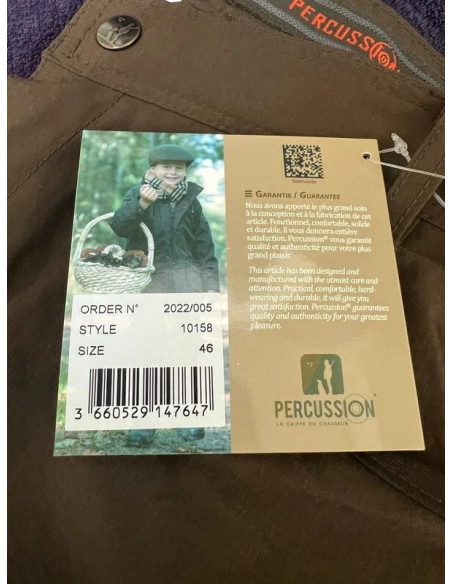 PERCUSSION
GARANTIE / GUARANTEE
Nous avons apporté le plus grand soin
à la conception et à la fabrication de cet
article. Fonctionnel, confortable, solide
et durable, il vous donnera entière
satisfaction. Percussion® vous garantit
qualité et authenticité pour votre plus
grand plaisir.
This article has been designed and
manufactured with the utmost care and
attention. Practical, comfortable, hard-
wearing and durable, it will give you
great satisfaction. Percussion® guarantees
quality and authenticity for your greatest
pleasure.
ORDER N° 2022/005
STYLE 10158
SIZE 46
3 660529 147647
PERCUSSION
LA GRIFFE DU CHASSEUR